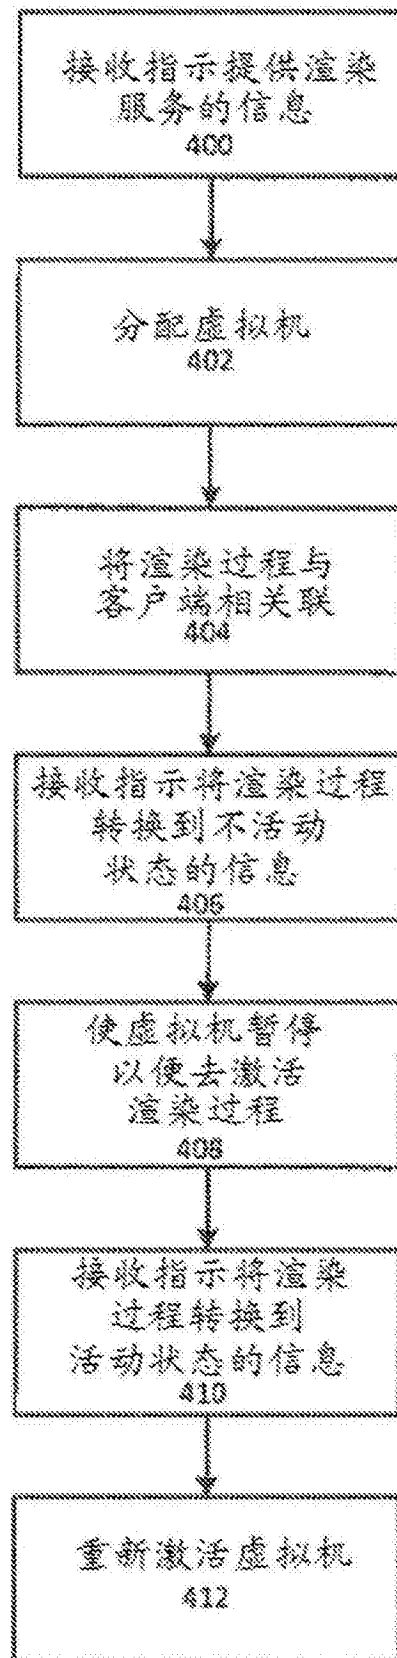 接收指示提供渲染
服务的信息
400
分配虚拟机
402
将渲染过程与
客户端相关联
404
接收指示将渲染过程
转换到不活动
状态的信息
406
使虚拟机暂停
以便去激活
渲染过程
408
接收指示将渲染
过程转换到
活动状态的信息
410
重新激活虚拟机
412